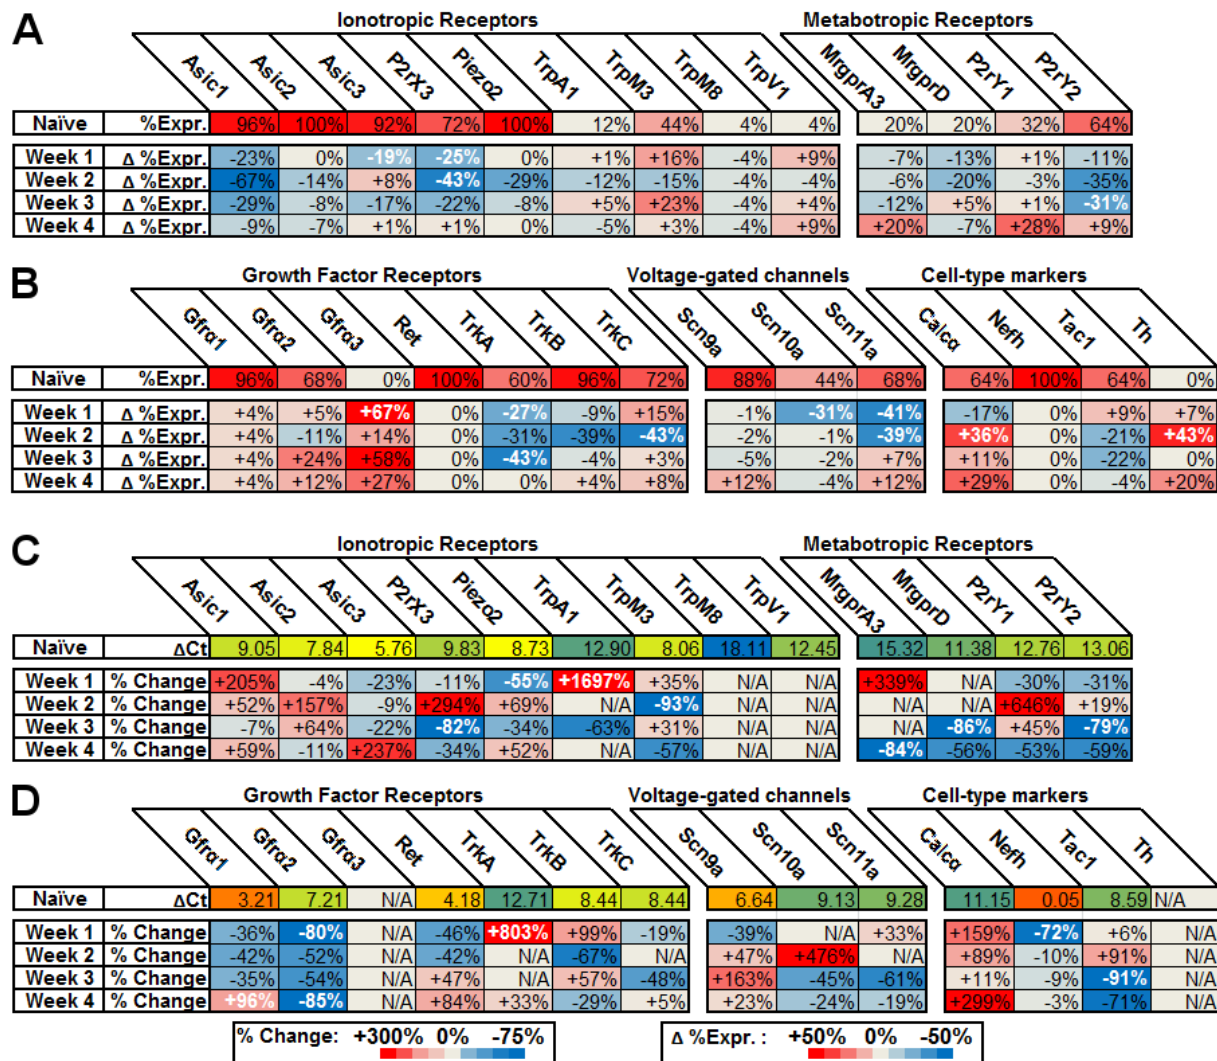 A
Ionotropic Receptors Metabotropic Receptors
Asic1 Asic2 Asic3 P2rX3 Piezo2 TrpA1 TrpM3 TrpM8 TrpV1 MrgprA3 MrgprD P2rY1 P2rY2
Naïve %Expr. 96% 100% 92% 72% 100% 12% 44% 4% 4% 20% 20% 32% 64%
Week 1 Δ %Expr. -23% 0% -19% -25% 0% +1% +16% -4% +9% -7% -13% +1% -11%
Week 2 Δ %Expr. -67% -14% +8% -43% -29% -12% -15% -4% -4% -6% -20% -3% -35%
Week 3 Δ %Expr. -29% -8% -17% -22% -8% +5% +23% -4% +4% -12% +5% +1% -31%
Week 4 Δ %Expr. -9% -7% +1% +1% 0% -5% +3% -4% +9% +20% -7% +28% +9%
B
Growth Factor Receptors Voltage-gated channels Cell-type markers
Gfrα1 Gfrα2 Gfrα3 Ret TrkA TrkB TrkC Scn9a Scn10a Scn11a Calcα Nefh Tac1 Th
Naïve %Expr. 96% 68% 0% 100% 60% 96% 72% 88% 44% 68% 64% 100% 64% 0%
Week 1 Δ %Expr. +4% +5% +67% 0% -27% -9% +15% -1% -31% -41% -17% 0% +9% +7%
Week 2 Δ %Expr. +4% -11% +14% 0% -31% -39% -43% -2% -1% -39% +36% 0% -21% +43%
Week 3 Δ %Expr. +4% +24% +58% 0% -43% -4% +3% -5% -2% +7% +11% 0% -22% 0%
Week 4 Δ %Expr. +4% +12% +27% 0% 0% +4% +8% +12% -4% +12% +29% 0% -4% +20%
C
Ionotropic Receptors Metabotropic Receptors
Asic1 Asic2 Asic3 P2rX3 Piezo2 TrpA1 TrpM3 TrpM8 TrpV1 MrgprA3 MrgprD P2rY1 P2rY2
Naïve ΔCt 9.05 7.84 5.76 9.83 8.73 12.90 8.06 18.11 12.45 15.32 11.38 12.76 13.06
Week 1 % Change +205% -4% -23% -11% -55% +1697% +35% N/A N/A +339% N/A -30% -31%
Week 2 % Change +52% +157% -9% +294% +69% N/A -93% N/A N/A N/A N/A +646% +19%
Week 3 % Change -7% +64% -22% -82% -34% -63% +31% N/A N/A N/A -86% +45% -79%
Week 4 % Change +59% -11% +237% -34% +52% N/A -57% N/A N/A -84% -56% -53% -59%
D
Growth Factor Receptors Voltage-gated channels Cell-type markers
Gfrα1 Gfrα2 Gfrα3 Ret TrkA TrkB TrkC Scn9a Scn10a Scn11a Calcα Nefh Tac1 Th
Naïve ΔCt 3.21 7.21 N/A 4.18 12.71 8.44 8.44 6.64 9.13 9.28 11.15 0.05 8.59 N/A
Week 1 % Change -36% -80% N/A -46% +803% +99% -19% -39% N/A +33% +159% -72% +6% N/A
Week 2 % Change -42% -52% N/A -42% N/A -67% N/A +47% +476% N/A +89% -10% +91% N/A
Week 3 % Change -35% -54% N/A +47% N/A +57% -48% +163% -45% -61% +11% -9% -91% N/A
Week 4 % Change +96% -85% N/A +84% +33% -29% +5% +23% -24% -19% +299% -3% -71% N/A
% Change: +300% 0% -75% Δ %Expr. : +50% 0% -50%